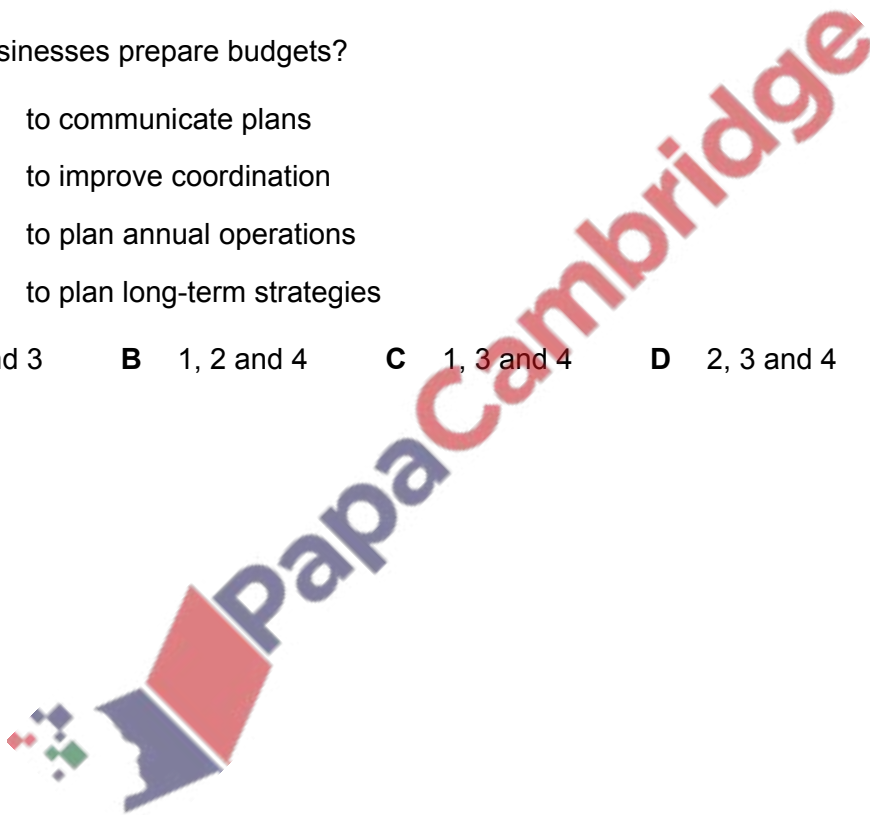 sinesses prepare budgets?
to communicate plans
to improve coordination
to plan annual operations
to plan long-term strategies
d 3 B 1, 2 and 4 C 1, 3 and 4 D 2, 3 and 4
PapaCambridge